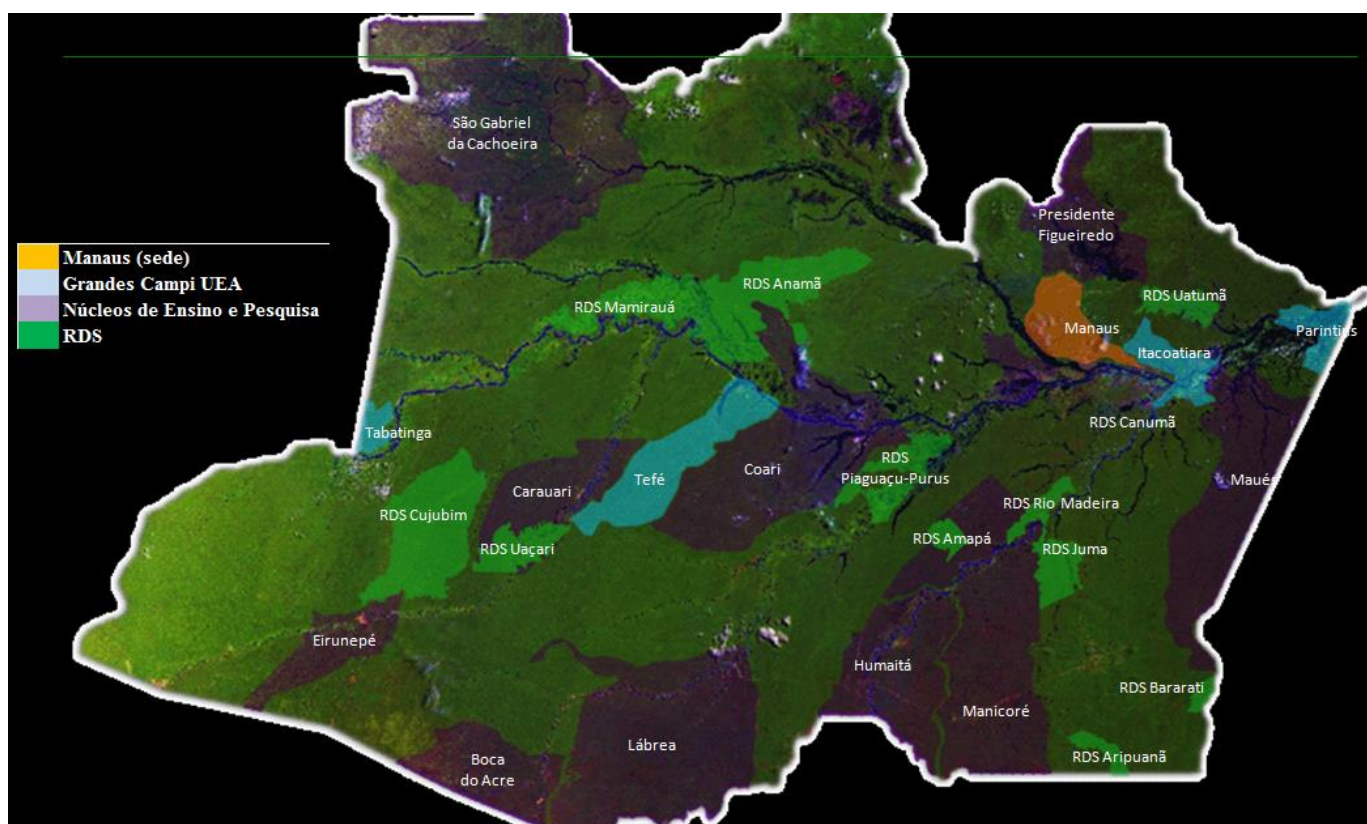 São Gabriel
da Cachoeira
Presidente
Figueiredo
Manaus (sede)
Grandes Campi UEA
Núcleos de Ensino e Pesquisa
RDS
RDS Anamã
RDS Mamirauá
RDS Uatumã
Manaus
Parintins
Itacoatiara
Tabatinga
RDS Canumã
RDS
Piaguaçu-Purus
Coari
Tefé
Carauari
Maués
RDS Cujubim
RDS Rio Madeira
RDS Amapá
RDS Juma
RDS Uaçari
Eirunepé
Humaitá
RDS Bararati
Manicoré
Lábrea
RDS Aripuanã
Boca
do Acre